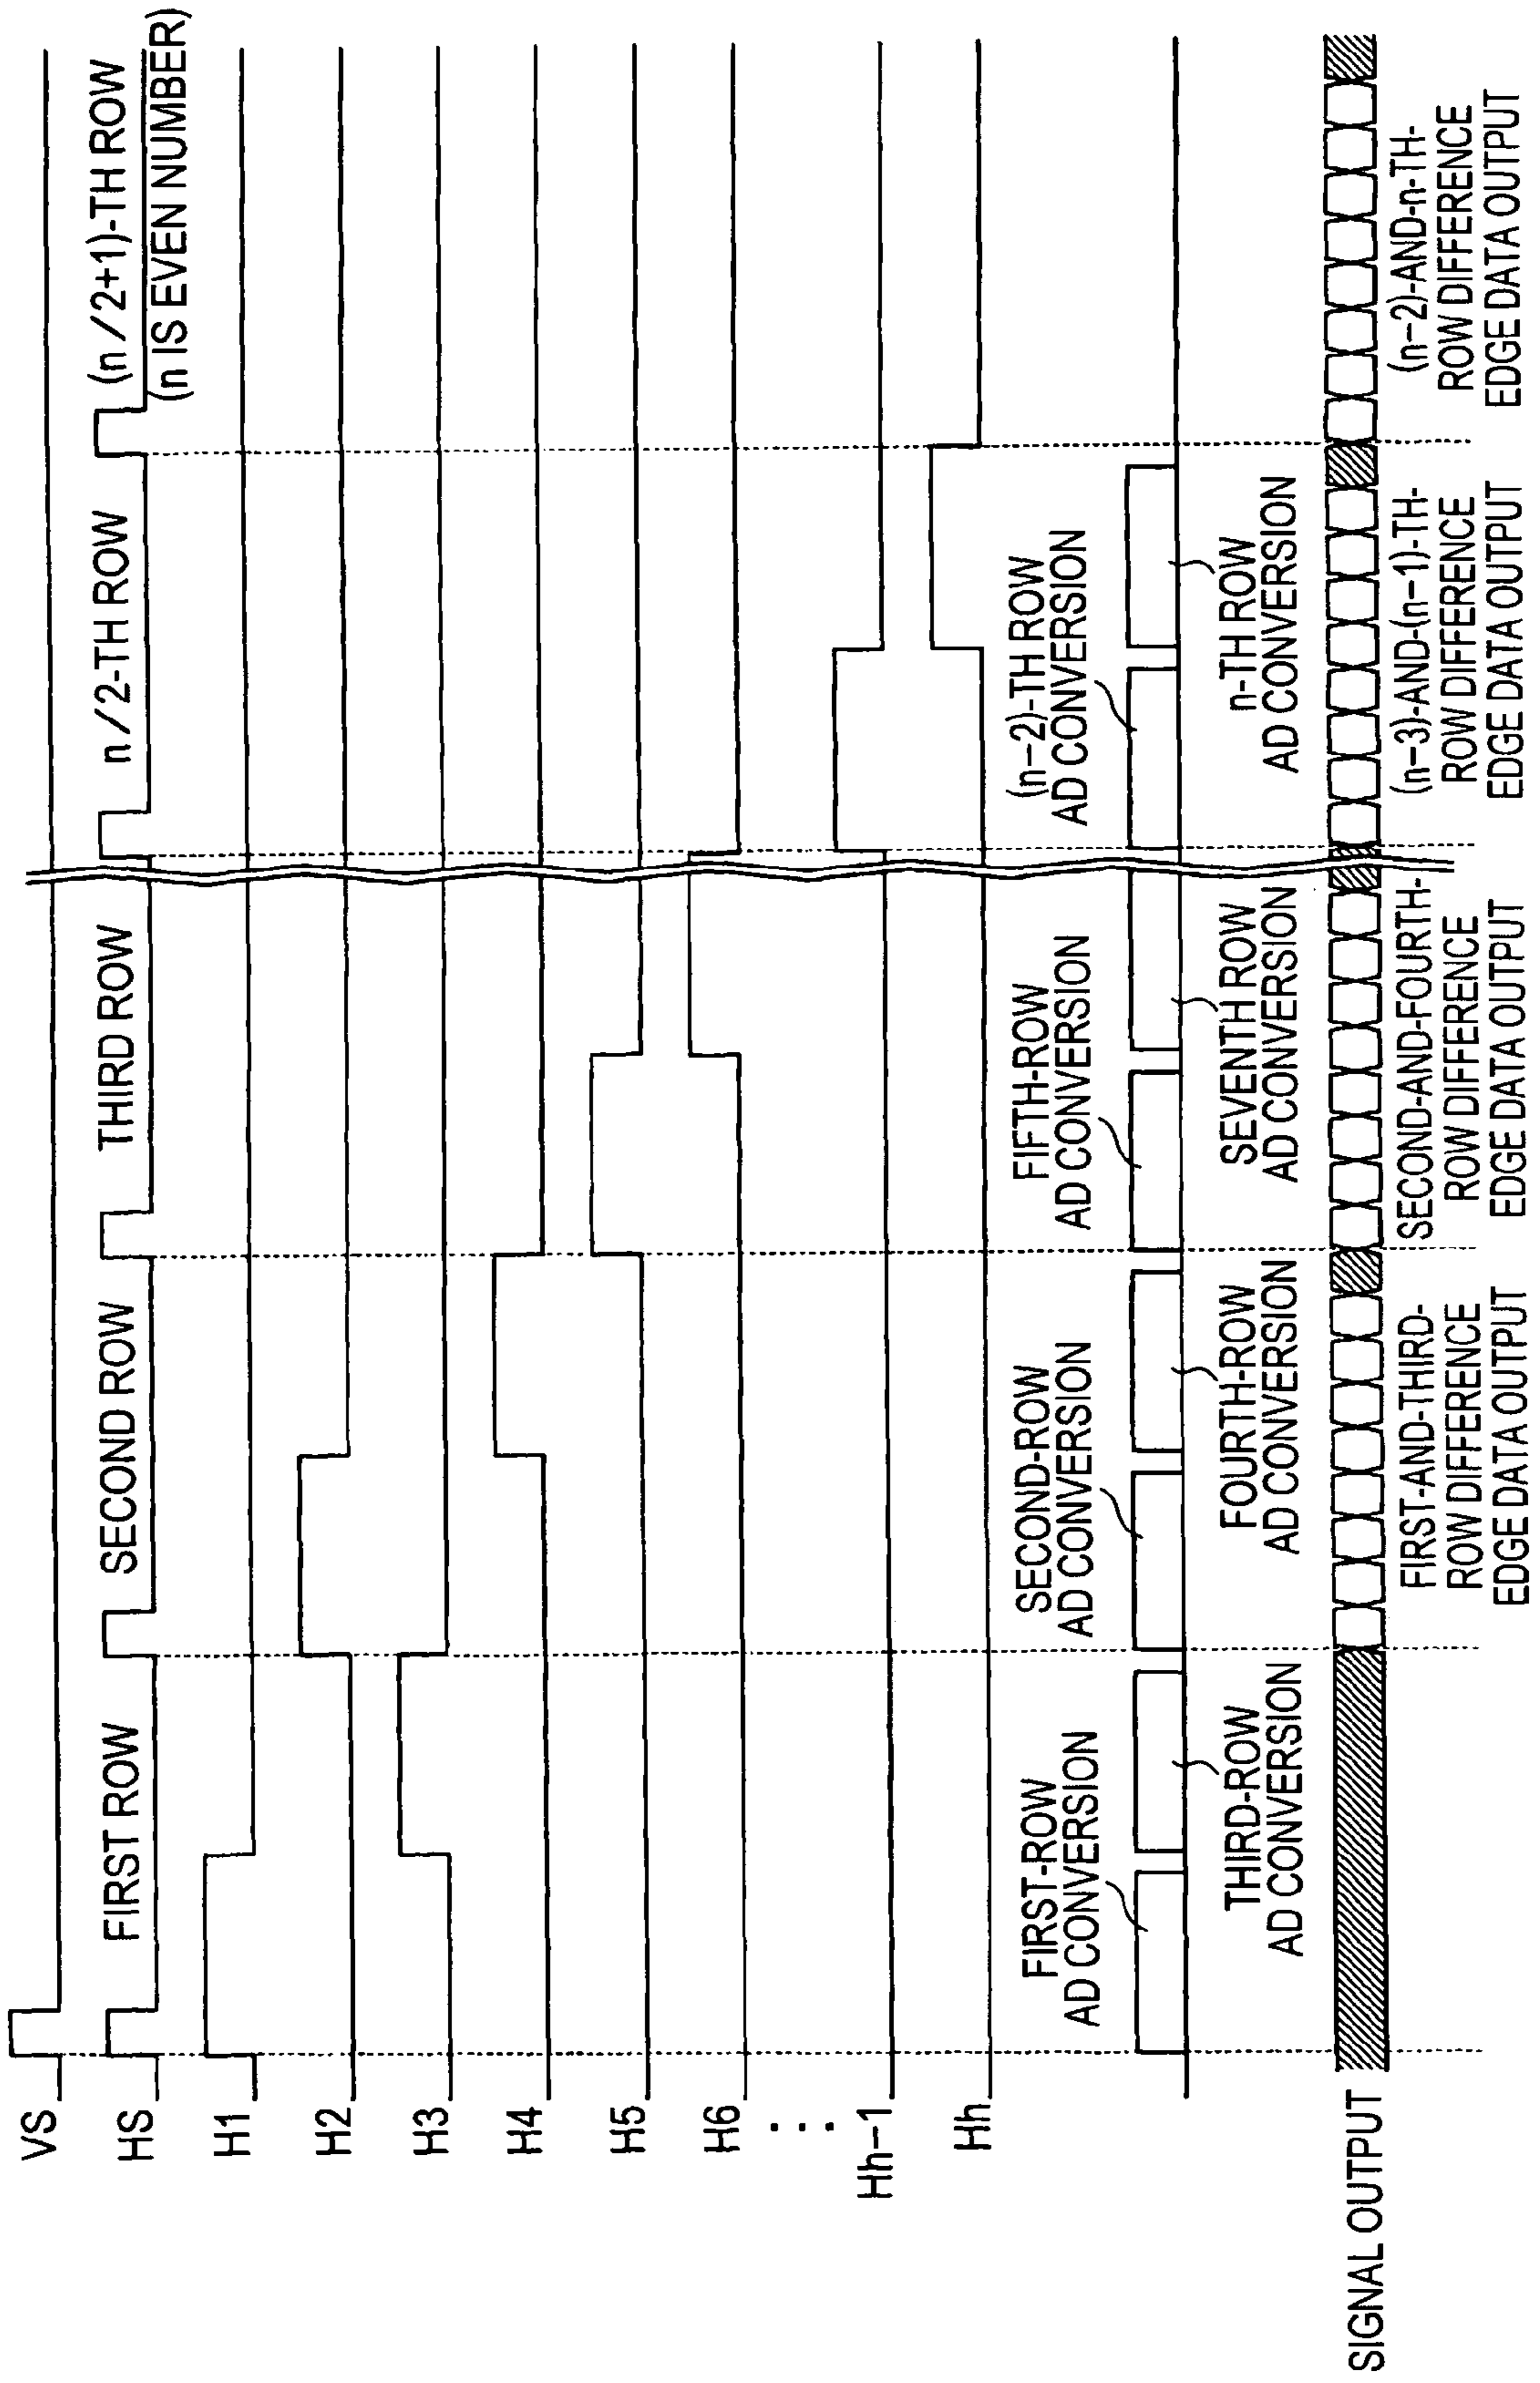 VS
HS
FIRST ROW
SECOND ROW
THIRD ROW
n/2-TH ROW
(n/2+1)-TH ROW
(n IS EVEN NUMBER)
H1
H2
H3
H4
H5
H6
...
Hh-1
Hh
FIRST-ROW
AD CONVERSION
SECOND-ROW
AD CONVERSION
FIFTH-ROW
AD CONVERSION
(n-2)-TH ROW
AD CONVERSION
THIRD-ROW
AD CONVERSION
FOURTH-ROW
AD CONVERSION
SEVENTH ROW
AD CONVERSION
n-TH ROW
AD CONVERSION
SIGNAL OUTPUT
FIRST-AND-THIRD-
ROW DIFFERENCE
EDGE DATA OUTPUT
SECOND-AND-FOURTH-
ROW DIFFERENCE
EDGE DATA OUTPUT
(n-3)-AND-(n-1)-TH-
ROW DIFFERENCE
EDGE DATA OUTPUT
(n-2)-AND-n-TH-
ROW DIFFERENCE
EDGE DATA OUTPUT